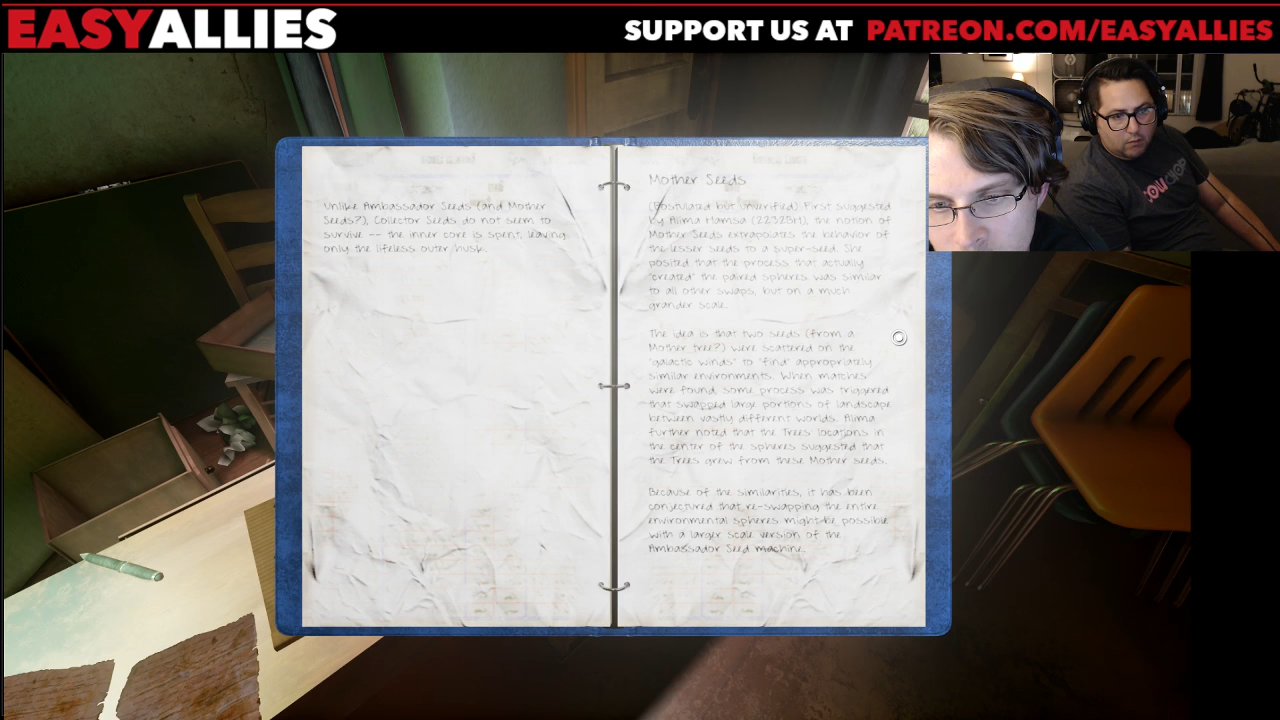 EASYALLIES
SUPPORT US AT PATREON.COM/EASYALLIES
Unlike Ambassador Seeds (and Mother
Seeds?), Collector Seeds do not seem to
survive -- the inner core is spent, leaving
only the lifeless outer husk.
Mother Seeds
(Postulated but unverified) First suggested
by Alima Hamsa (22325H), the notion of
Mother Seeds extrapolates the behavior of
the lesser seeds to a super-seed. She
posited that the process that actually
"created" the paired spheres was similar
to all other swaps, but on a much
grander scale.
The idea is that two seeds (from a
Mother tree?) were scattered on the
"galactic winds" to "find" appropriately
similar environments. When matches
were found, some process was triggered
that swapped large portions of landscape
between vastly different worlds. Alima
further noted that the Trees locations in
the center of the spheres suggested that
the Trees grew from these Mother seeds.
Because of the similarities, it has been
conjectured that re-swapping the entire
environmental spheres might be possible
with a larger scale version of the
Ambassador Seed machine.